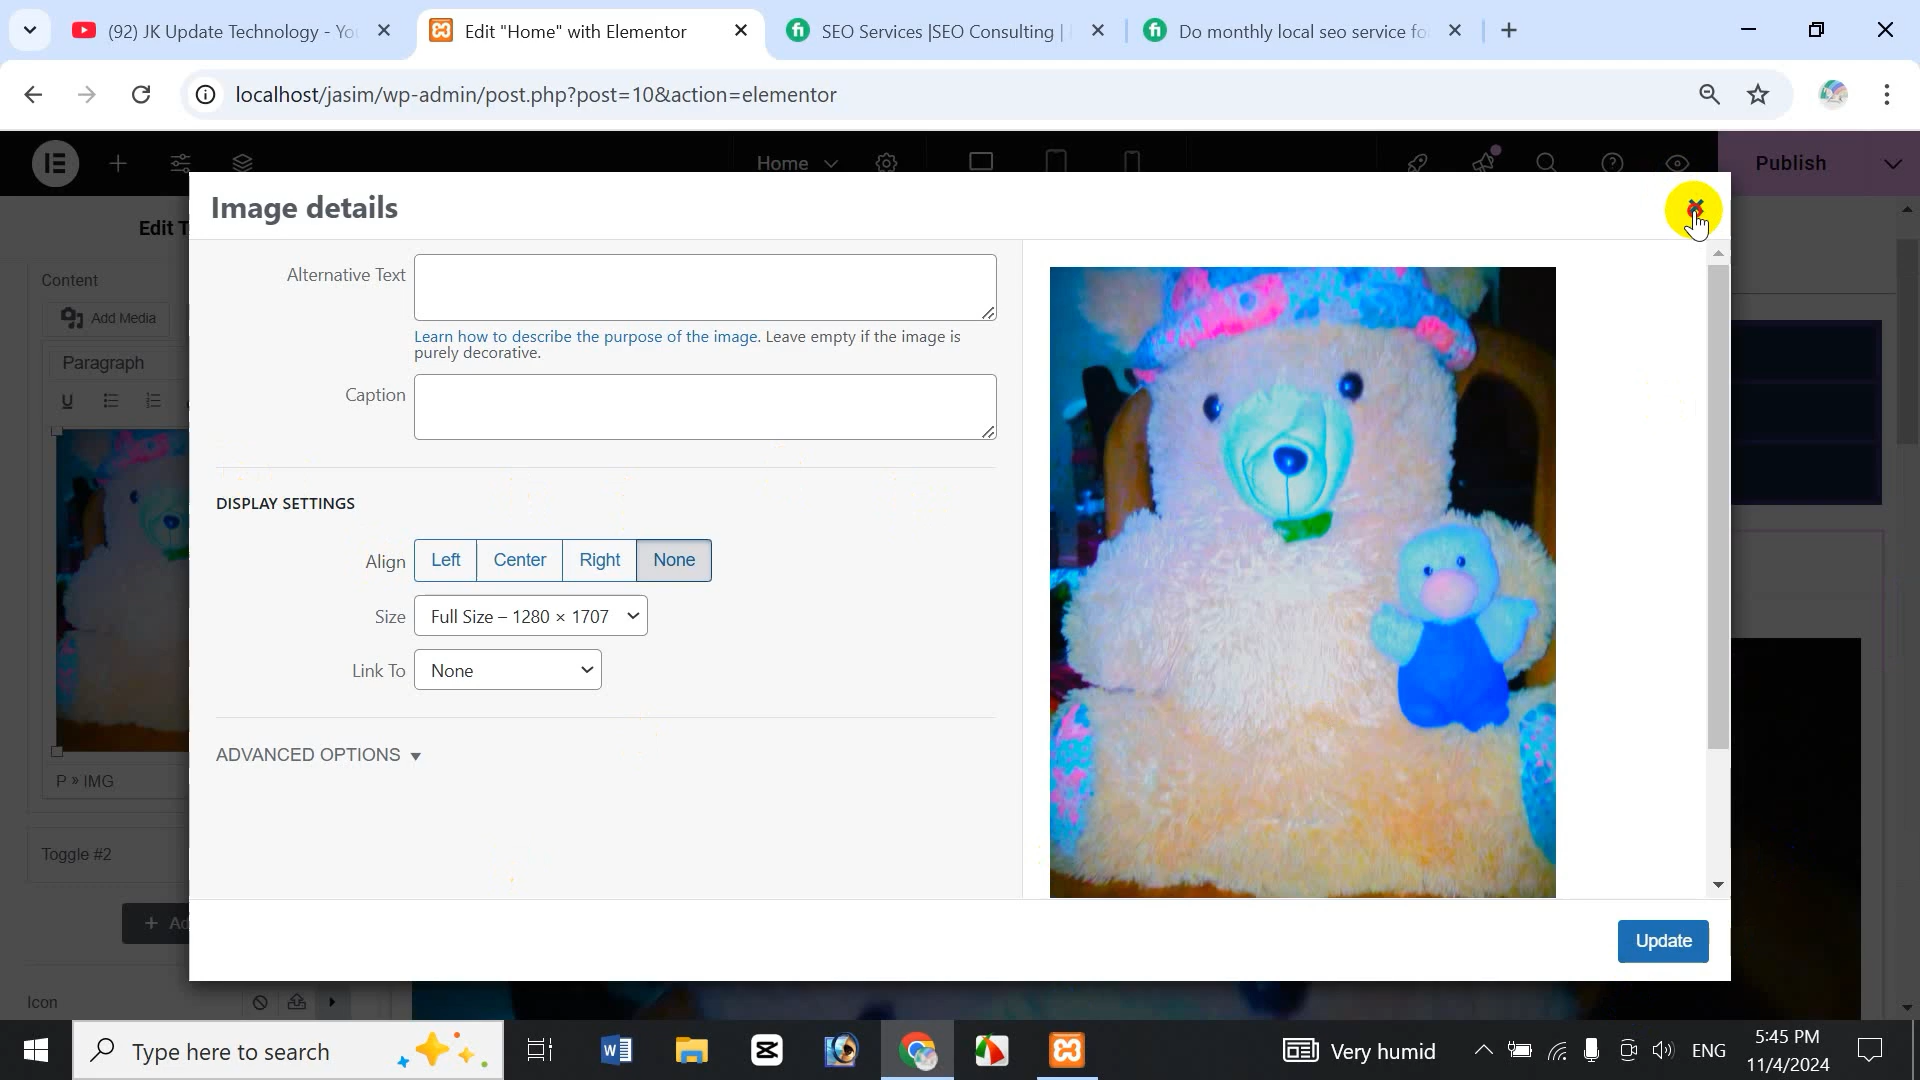 (92) JK Update Technology - Yo
Edit "Home" with Elementor
SEO Services |SEO Consulting |
Do monthly local seo service fo
localhost/jasim/wp-admin/post.php?post=10&action=elementor
Home
Publish
Image details
Edit T
Content
Add Media
Paragraph
P » IMG
Toggle #2
Ad
Icon
Alternative Text
Learn how to describe the purpose of the image. Leave empty if the image is
purely decorative.
Caption
DISPLAY SETTINGS
Align
Left
Center
Right
None
Size
Full Size – 1280 × 1707
Link To
None
ADVANCED OPTIONS
Update
Type here to search
Very humid
ENG
5:45 PM
11/4/2024